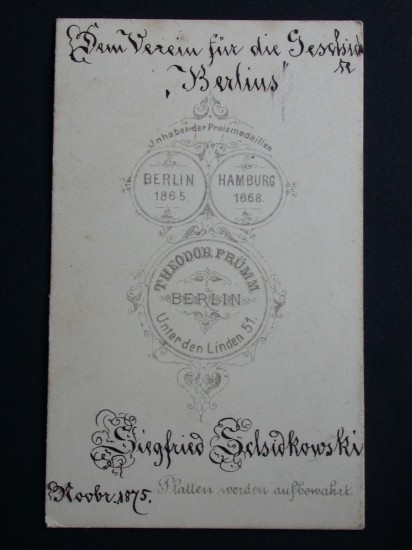 Dem Verein für die Geschich
te
„Berlins“
Inhaber der Preismedaillen
BERLIN
1865.
HAMBURG
1868.
THEODOR PRÜMM
BERLIN
Unter den Linden 51.
Siegfried
Novbr. 1875.
Platten werden aufbewahrt.